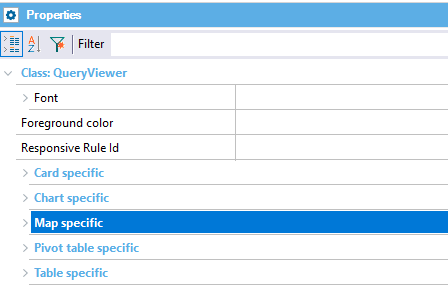 Properties
Filter
Class: QueryViewer
Font
Foreground color
Responsive Rule Id
Card specific
Chart specific
Map specific
Pivot table specific
Table specific